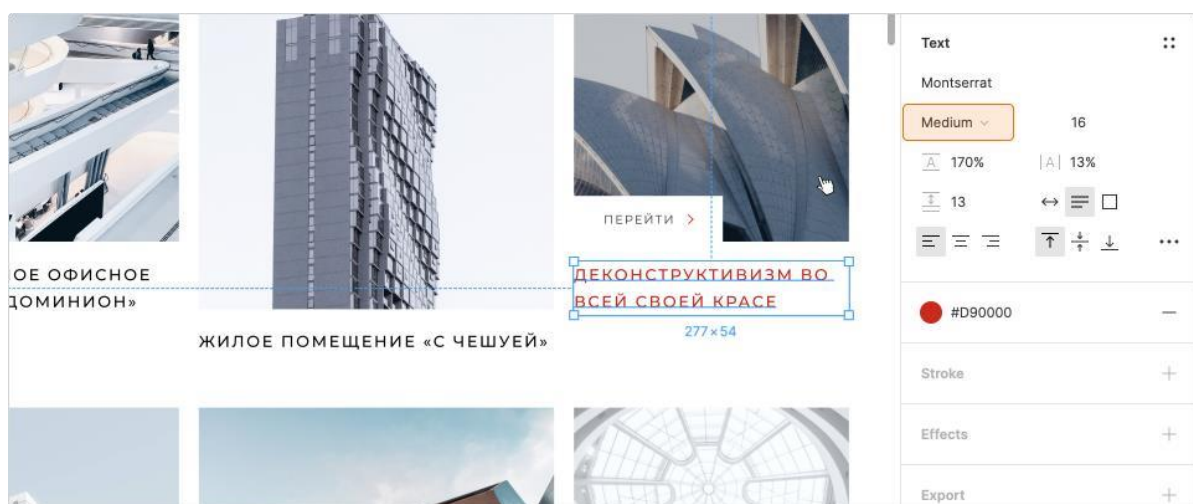 ПЕРЕЙТИ >
ОЕ ОФИСНОЕ
ДОМИНИОН»
ЖИЛОЕ ПОМЕЩЕНИЕ «С ЧЕШУЕЙ»
ДЕКОНСТРУКТИВИЗМ ВО
ВСЕЙ СВОЕЙ КРАСЕ
277 × 54
Text
Montserrat
Medium
16
170%
13%
13
#D90000
Stroke
Effects
Export